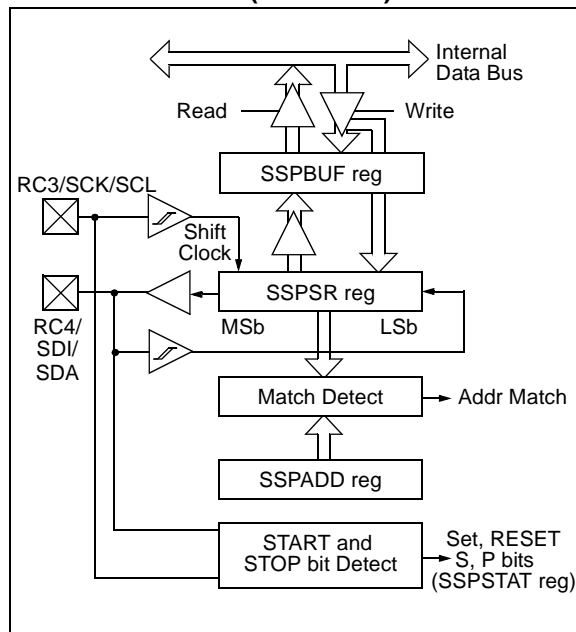 Internal
Data Bus
Read
Write
SSPBUF reg
RC3/SCK/SCL
Shift
Clock
SSPSR reg
MSb
LSb
RC4/
SDI/
SDA
Match Detect
Addr Match
SSPADD reg
START and
STOP bit Detect
Set, RESET
S, P bits
(SSPSTAT reg)